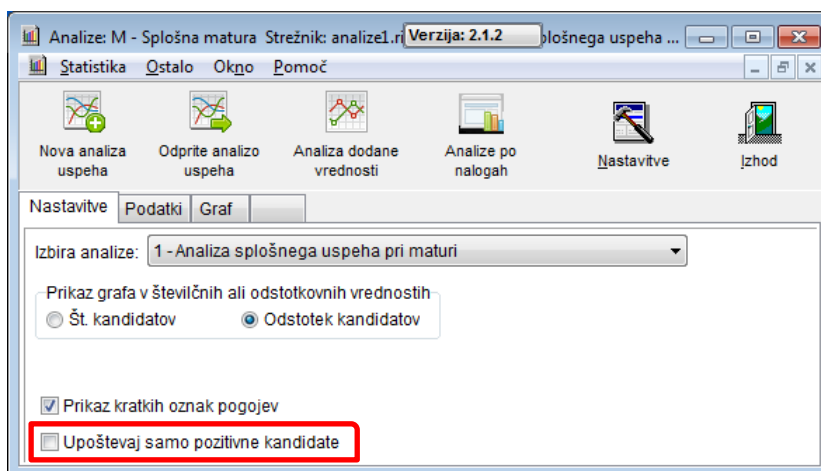 Analize: M - Splošna matura Strežnik: analize1.ri Verzija: 2.1.2 lošnega uspeha ...
Statistika Ostalo Okno Pomoč
Nova analiza uspeha
Odprite analizo uspeha
Analiza dodane vrednosti
Analize po nalogah
Nastavitve
Izhod
Nastavitve Podatki Graf
Izbira analize: 1 - Analiza splošnega uspeha pri maturi
Prikaz grafa v številčnih ali odstotkovnih vrednostih
Št. kandidatov Odstotek kandidatov
Prikaz kratkih oznak pogojev
Upoštevaj samo pozitivne kandidate